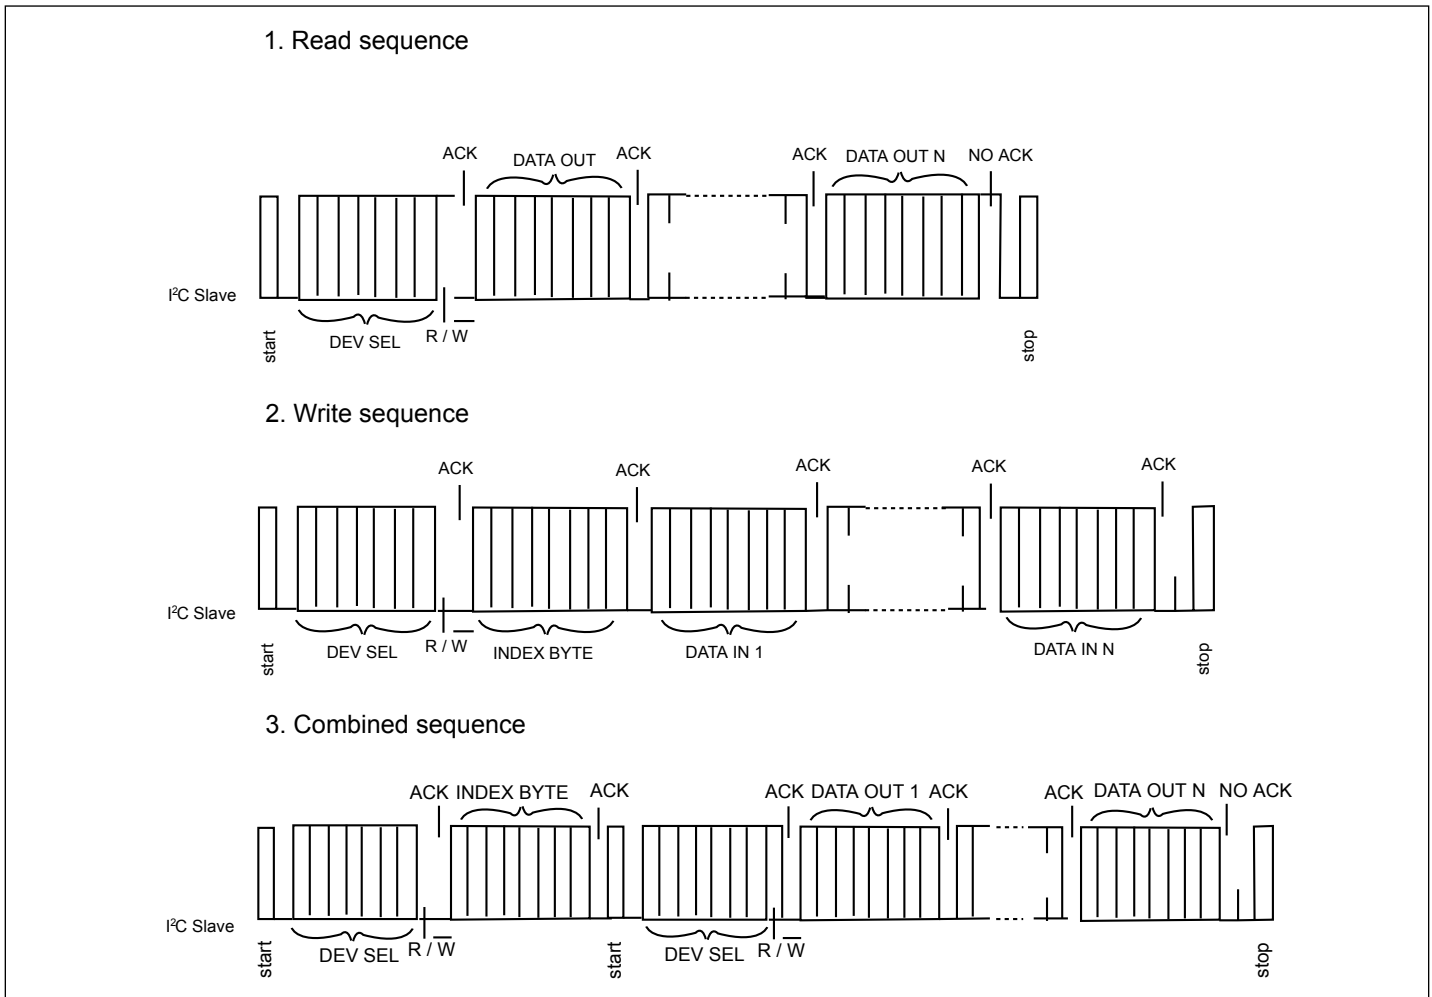 1. Read sequence
ACK DATA OUT ACK ACK DATA OUT N NO ACK
I²C Slave
start DEV SEL R / W̅ stop
2. Write sequence
ACK ACK ACK ACK ACK
I²C Slave
start DEV SEL R / W̅ INDEX BYTE DATA IN 1 DATA IN N stop
3. Combined sequence
ACK INDEX BYTE ACK ACK DATA OUT 1 ACK ACK DATA OUT N NO ACK
I²C Slave
start DEV SEL R / W̅ start DEV SEL R / W̅ stop